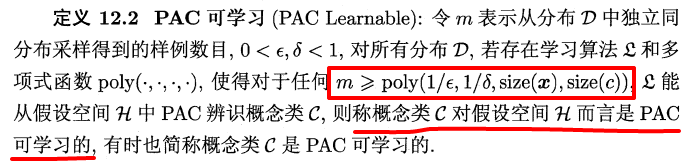 定义 12.2 PAC 可学习 (PAC Learnable): 令 m 表示从分布 𝒟 中独立同
分布采样得到的样例数目, 0 < ϵ, δ < 1, 对所有分布 𝒟, 若存在学习算法 𝔏 和多
项式函数 poly(·, ·, ·, ·), 使得对于任何 m ⩾ poly(1/ϵ, 1/δ, size(𝒙), size(c)), 𝔏 能
从假设空间 ℋ 中 PAC 辨识概念类 𝒞, 则称概念类 𝒞 对假设空间 ℋ 而言是 PAC
可学习的, 有时也简称概念类 𝒞 是 PAC 可学习的.